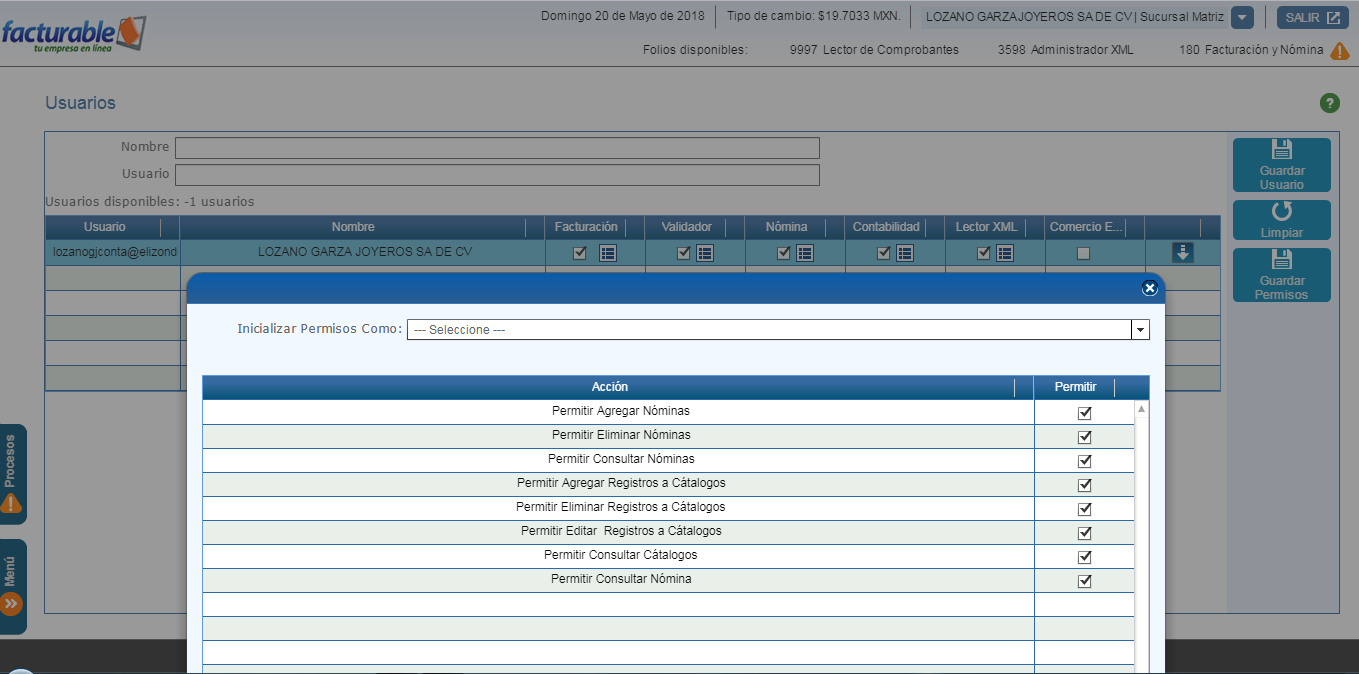 facturable
tu empresa en línea
Domingo 20 de Mayo de 2018
Tipo de cambio: $19.7033 MXN.
LOZANO GARZA JOYEROS SA DE CV | Sucursal Matriz
SALIR
Folios disponibles: 9997 Lector de Comprobantes 3598 Administrador XML 180 Facturación y Nómina
Usuarios
?
Nombre
Usuario
Usuarios disponibles: -1 usuarios
Guardar
Usuario
Limpiar
Guardar
Permisos
Usuario Nombre Facturación Validador Nómina Contabilidad Lector XML Comercio E...
lozanogjconta@elizond LOZANO GARZA JOYEROS SA DE CV
Inicializar Permisos Como: --- Seleccione ---
Acción Permitir
Permitir Agregar Nóminas
Permitir Eliminar Nóminas
Permitir Consultar Nóminas
Permitir Agregar Registros a Cátalogos
Permitir Eliminar Registros a Cátalogos
Permitir Editar  Registros a Cátalogos
Permitir Consultar Cátalogos
Permitir Consultar Nómina
Procesos
Menú